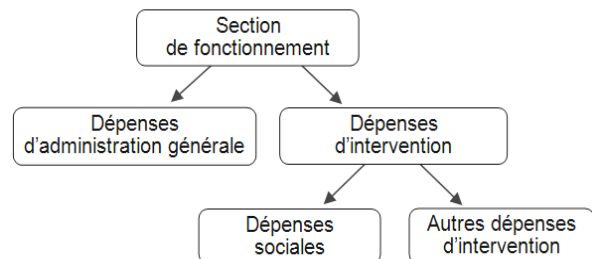 Section
de fonctionnement
Dépenses
d'administration générale
Dépenses
d'intervention
Dépenses
sociales
Autres dépenses
d'intervention